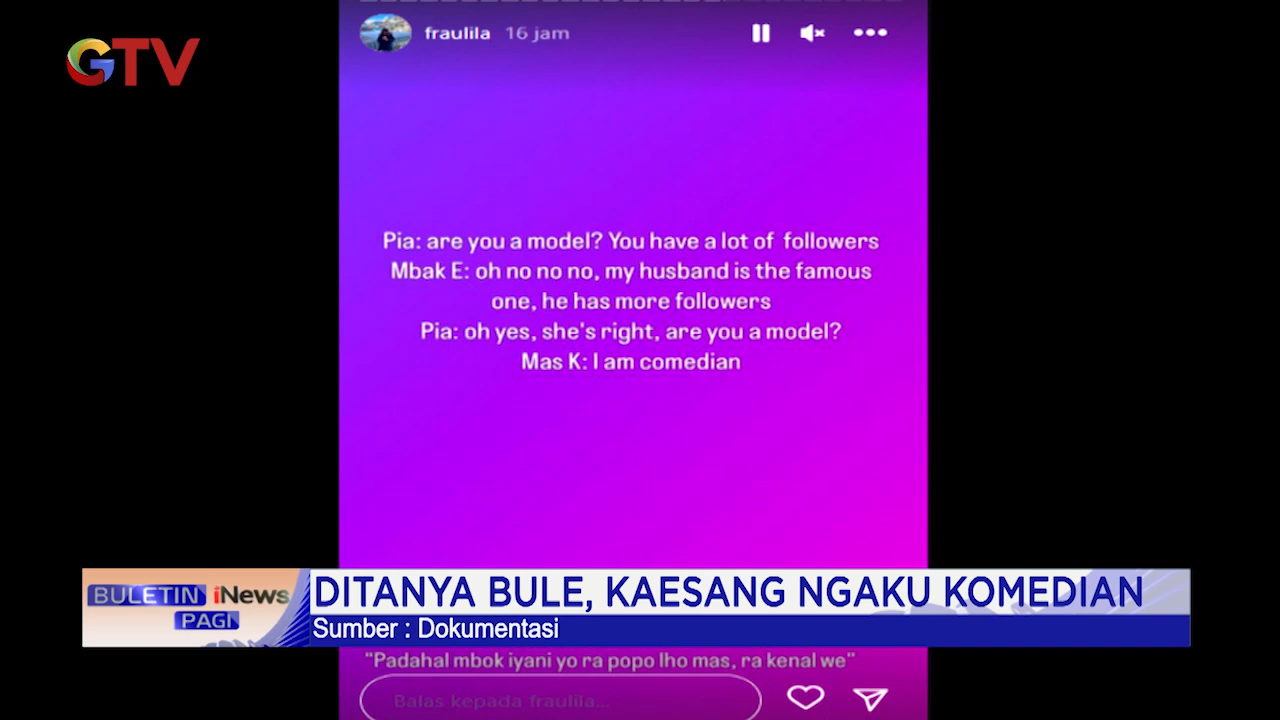 fraulila 16 jam
GTV
Pia: are you a model? You have a lot of followers
Mbak E: oh no no no, my husband is the famous
one, he has more followers
Pia: oh yes, she's right, are you a model?
Mas K: I am comedian
BULETIN iNews
PAGI
DITANYA BULE, KAESANG NGAKU KOMEDIAN
Sumber : Dokumentasi
"Padahal mbok iyani yo ra popo lho mas, ra kenal we"
Balas kepada fraulila...